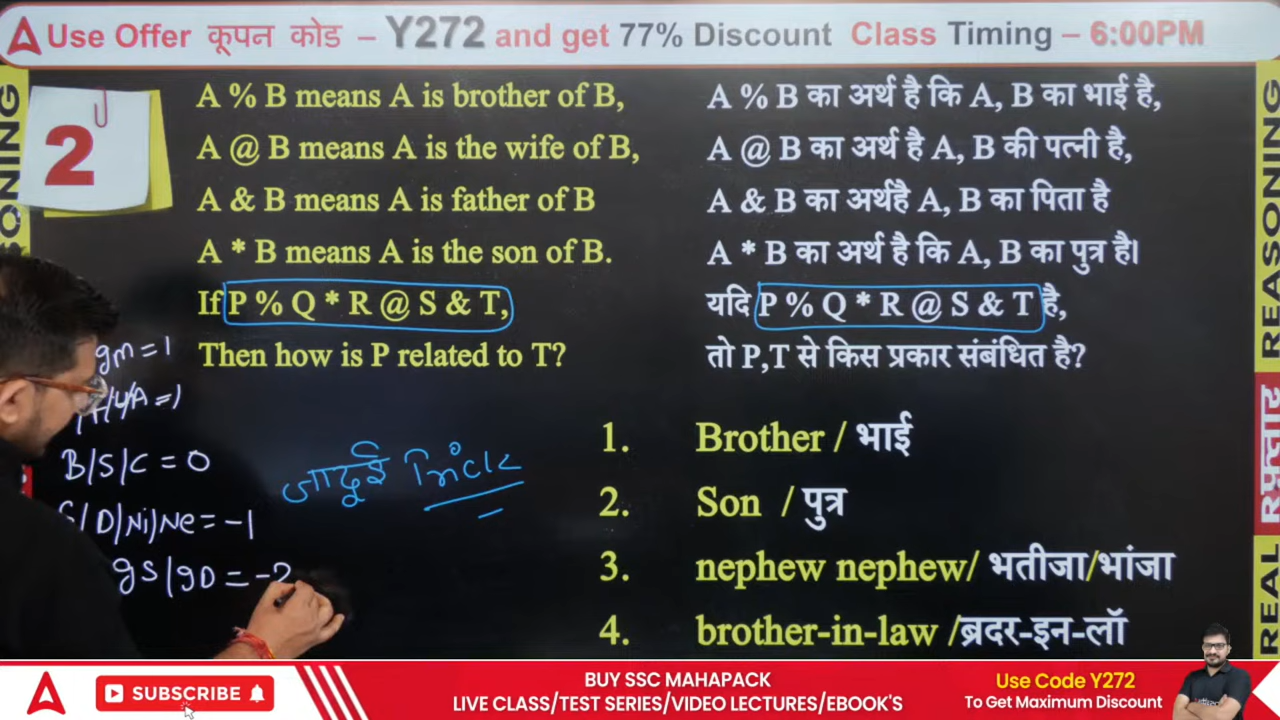 Use Offer कूपन कोड – Y272 and get 77% Discount Class Timing – 6:00PM
2
A % B means A is brother of B,
A @ B means A is the wife of B,
A & B means A is father of B
A * B means A is the son of B.
If P % Q * R @ S & T,
Then how is P related to T?
A % B का अर्थ है कि A, B का भाई है,
A @ B का अर्थ है A, B की पत्नी है,
A & B का अर्थहै A, B का पिता है
A * B का अर्थ है कि A, B का पुत्र है।
यदि P % Q * R @ S & T है,
तो P,T से किस प्रकार संबंधित है?
gm = 1
/A = 1
B/S/C = 0
/D/Ni/Ne = -1
gS/gD = -2
जादूई Trick
1. Brother / भाई
2. Son / पुत्र
3. nephew nephew/ भतीजा/भांजा
4. brother-in-law /ब्रदर-इन-लॉ
REASONING
REAL
SUBSCRIBE
BUY SSC MAHAPACK
LIVE CLASS/TEST SERIES/VIDEO LECTURES/EBOOK'S
Use Code Y272
To Get Maximum Discount